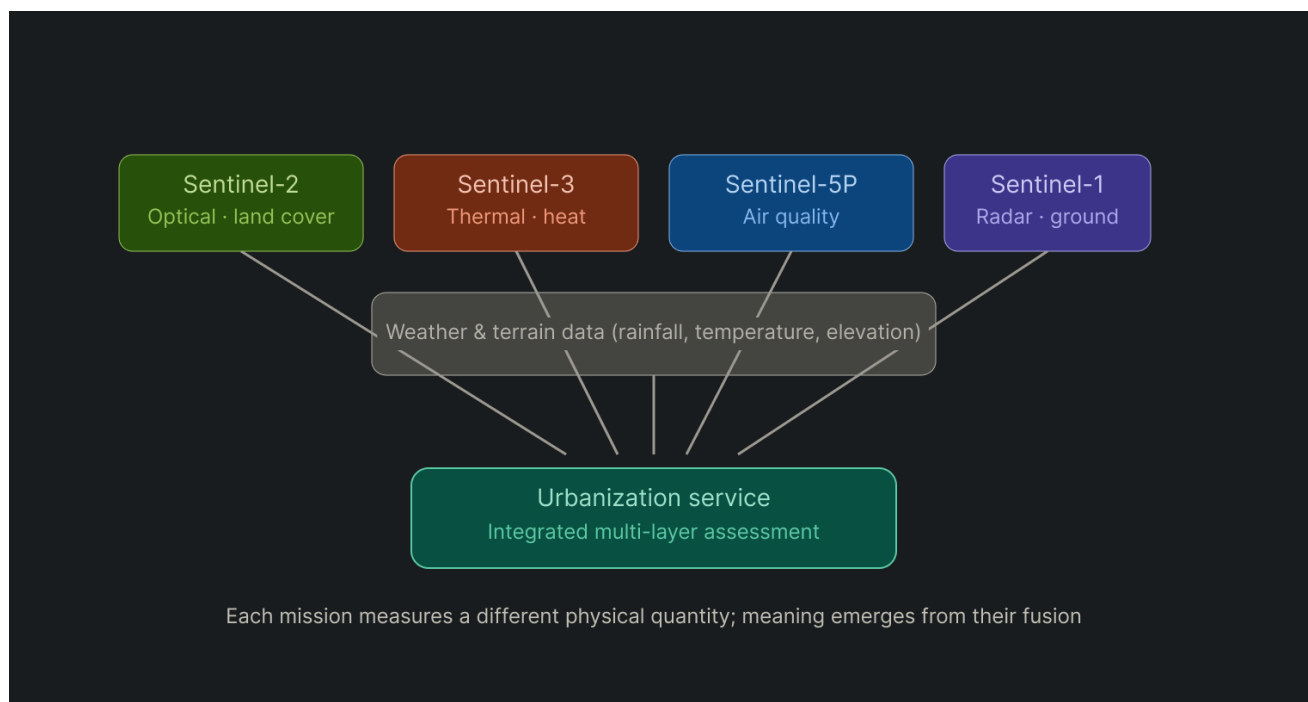 Sentinel-2
Optical · land cover
Sentinel-3
Thermal · heat
Sentinel-5P
Air quality
Sentinel-1
Radar · ground
Weather & terrain data (rainfall, temperature, elevation)
Urbanization service
Integrated multi-layer assessment
Each mission measures a different physical quantity; meaning emerges from their fusion